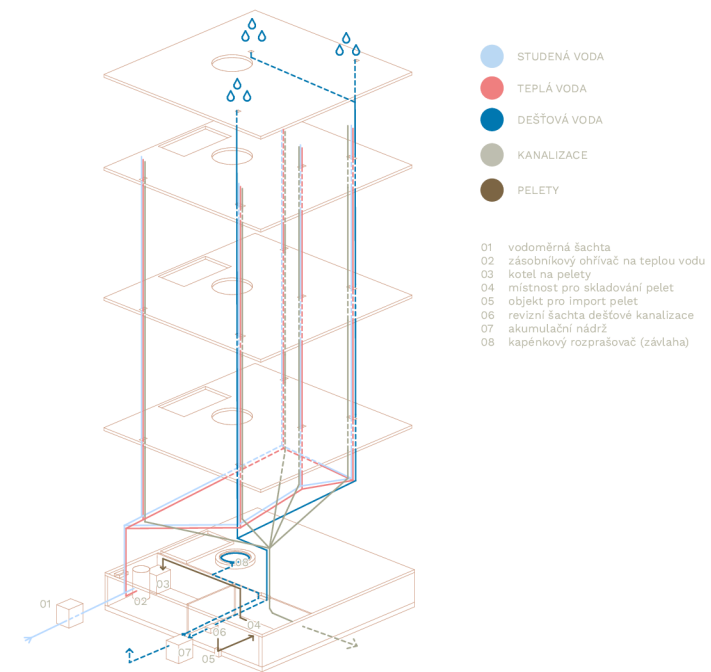 STUDENÁ VODA
TEPLÁ VODA
DEŠŤOVÁ VODA
KANALIZACE
PELETY
01 vodoměrná šachta
02 zásobníkový ohřívač na teplou vodu
03 kotel na pelety
04 místnost pro skladování pelet
05 objekt pro import pelet
06 revizní šachta dešťové kanalizace
07 akumulační nádrž
08 kapénkový rozprašovač (závlaha)
08
03
02
01
06
04
07
05